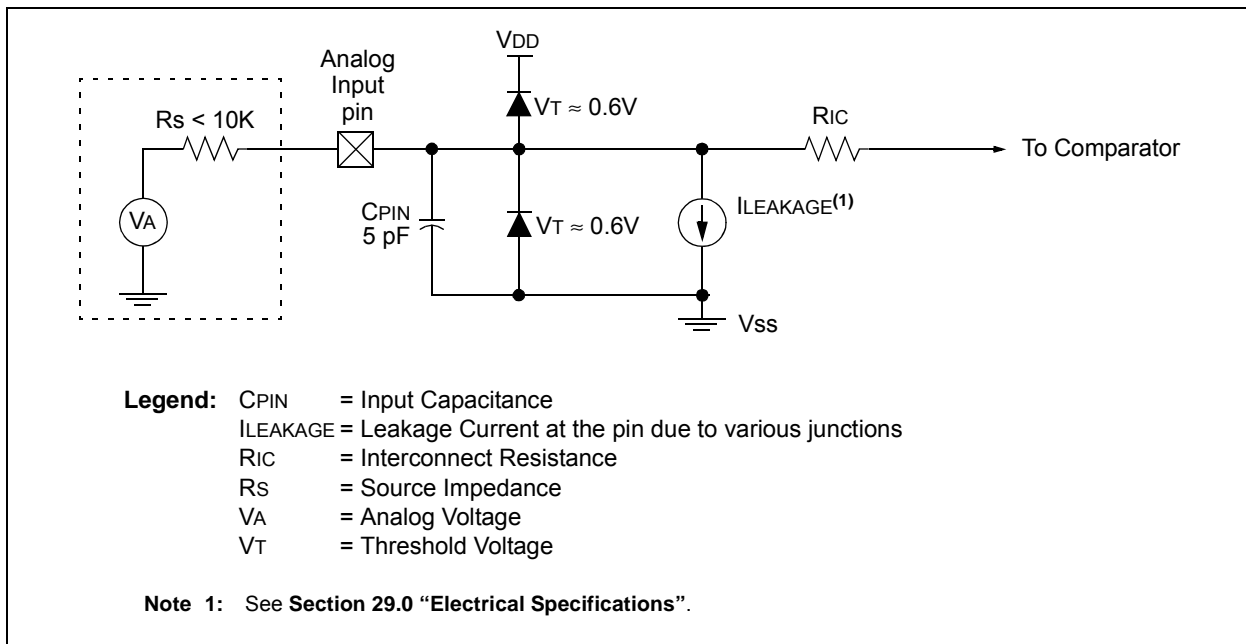 VDD
Analog
Input
pin
Rs < 10K
VT ≈ 0.6V
RIC
To Comparator
VA
CPIN
5 pF
VT ≈ 0.6V
ILEAKAGE(1)
Vss
Legend: CPIN = Input Capacitance
ILEAKAGE = Leakage Current at the pin due to various junctions
RIC = Interconnect Resistance
RS = Source Impedance
VA = Analog Voltage
VT = Threshold Voltage
Note 1: See Section 29.0 “Electrical Specifications”.